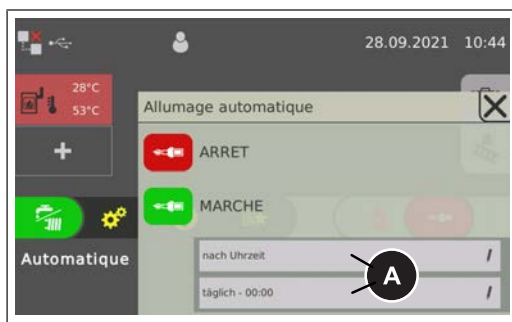 28.09.2021 10:44
28°C
53°C
Allumage automatique
+
ARRET
MARCHE
Automatique
nach Uhrzeit
täglich - 00:00
A